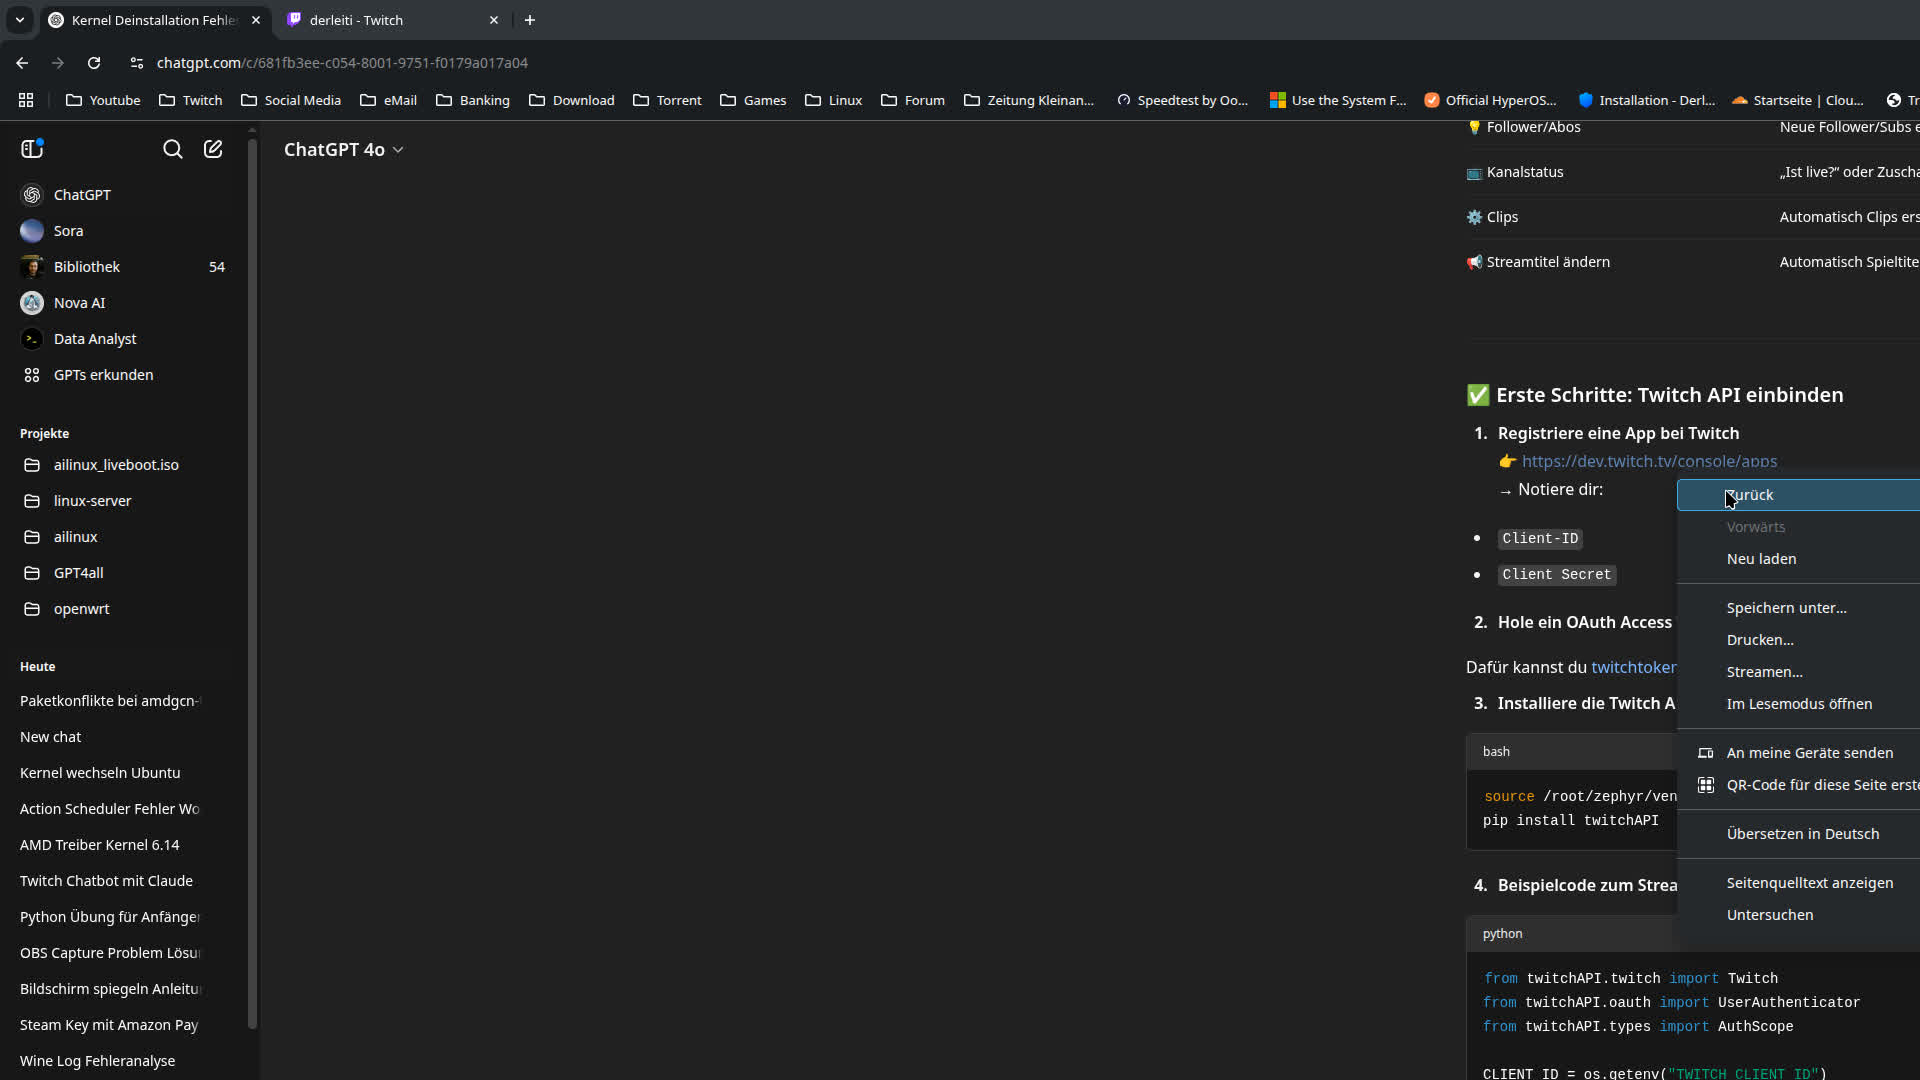 Kernel Deinstallation Fehle
derleiti - Twitch
chatgpt.com/c/681fb3ee-c054-8001-9751-f0179a017a04
Youtube
Twitch
Social Media
eMail
Banking
Download
Torrent
Games
Linux
Forum
Zeitung Kleinan...
Speedtest by Oo...
Use the System F...
Official HyperOS...
Installation - Derl...
Startseite | Clou...
Tr
ChatGPT
Sora
Bibliothek 54
Nova AI
Data Analyst
GPTs erkunden
Projekte
ailinux_liveboot.iso
linux-server
ailinux
GPT4all
openwrt
Heute
Paketkonflikte bei amdgcn-
New chat
Kernel wechseln Ubuntu
Action Scheduler Fehler Wo
AMD Treiber Kernel 6.14
Twitch Chatbot mit Claude
Python Übung für Anfänger
OBS Capture Problem Lösu
Bildschirm spiegeln Anleitu
Steam Key mit Amazon Pay
Wine Log Fehleranalyse
ChatGPT 4o
💡 Follower/Abos Neue Follower/Subs e
📺 Kanalstatus „Ist live?“ oder Zuscha
⚙️ Clips Automatisch Clips ers
📢 Streamtitel ändern Automatisch Spieltite
✅ Erste Schritte: Twitch API einbinden
1. Registriere eine App bei Twitch
👉 https://dev.twitch.tv/console/apps
→ Notiere dir:
• Client-ID
• Client Secret
2. Hole ein OAuth Access
Dafür kannst du twitchtoken
3. Installiere die Twitch A
bash
source /root/zephyr/ven
pip install twitchAPI
4. Beispielcode zum Strea
python
from twitchAPI.twitch import Twitch
from twitchAPI.oauth import UserAuthenticator
from twitchAPI.types import AuthScope
CLIENT_ID = os.getenv("TWITCH_CLIENT_ID")
Zurück
Vorwärts
Neu laden
Speichern unter...
Drucken...
Streamen...
Im Lesemodus öffnen
An meine Geräte senden
QR-Code für diese Seite erste
Übersetzen in Deutsch
Seitenquelltext anzeigen
Untersuchen